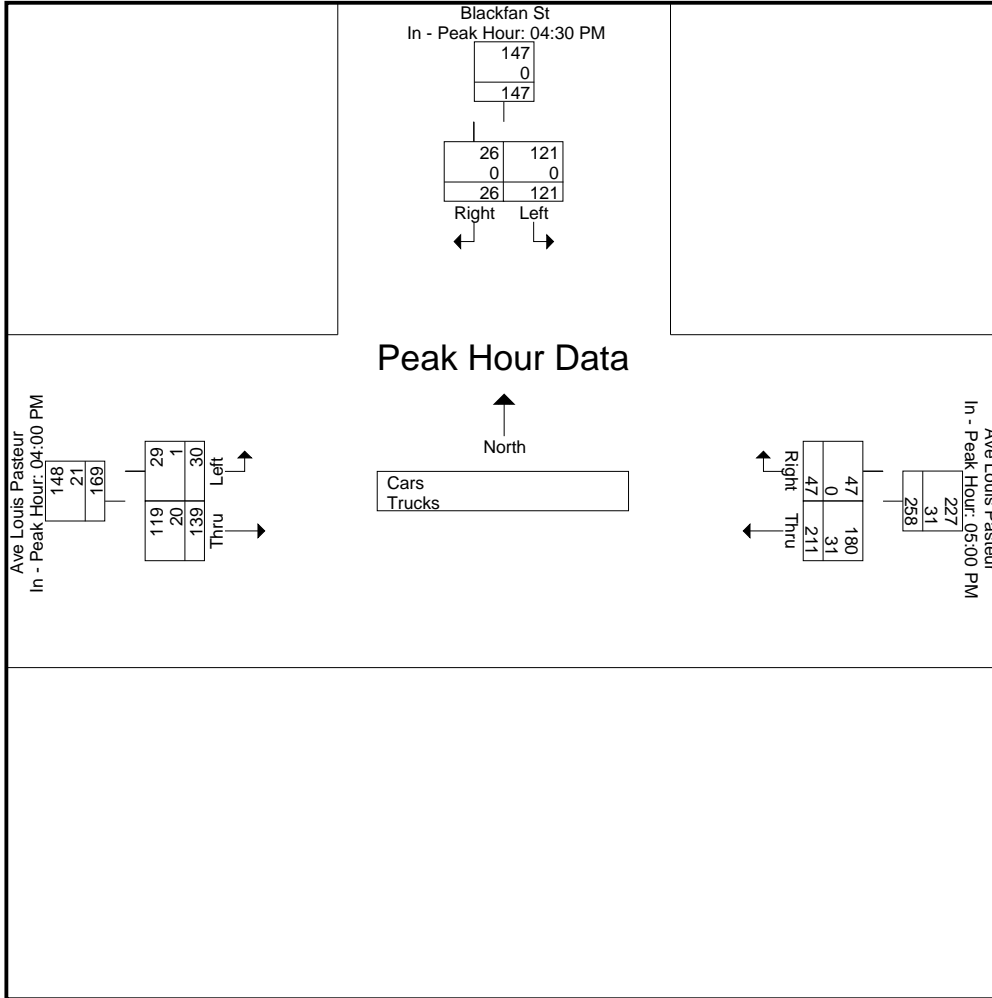 Blackfan St
In - Peak Hour: 04:30 PM
147
0
147
26 121
0 0
26 121
Right Left
Peak Hour Data
North
Cars
Trucks
Ave Louis Pasteur
In - Peak Hour: 04:00 PM
148
21
169
119 29
20 1
139 30
Thru Left
Ave Louis Pasteur
In - Peak Hour: 05:00 PM
227
31
258
47 180
0 31
47 211
Right Thru